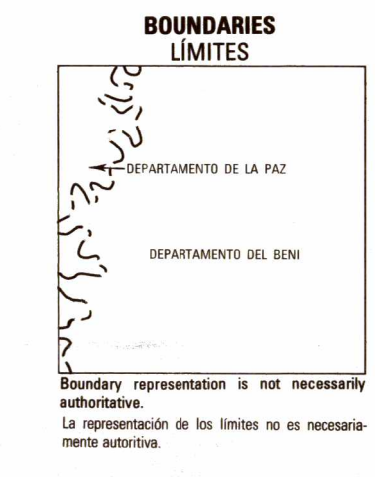 BOUNDARIES
LÍMITES
DEPARTAMENTO DE LA PAZ
DEPARTAMENTO DEL BENI
Boundary representation is not necessarily
authoritative.
La representación de los límites no es necesaria-
mente autoritiva.